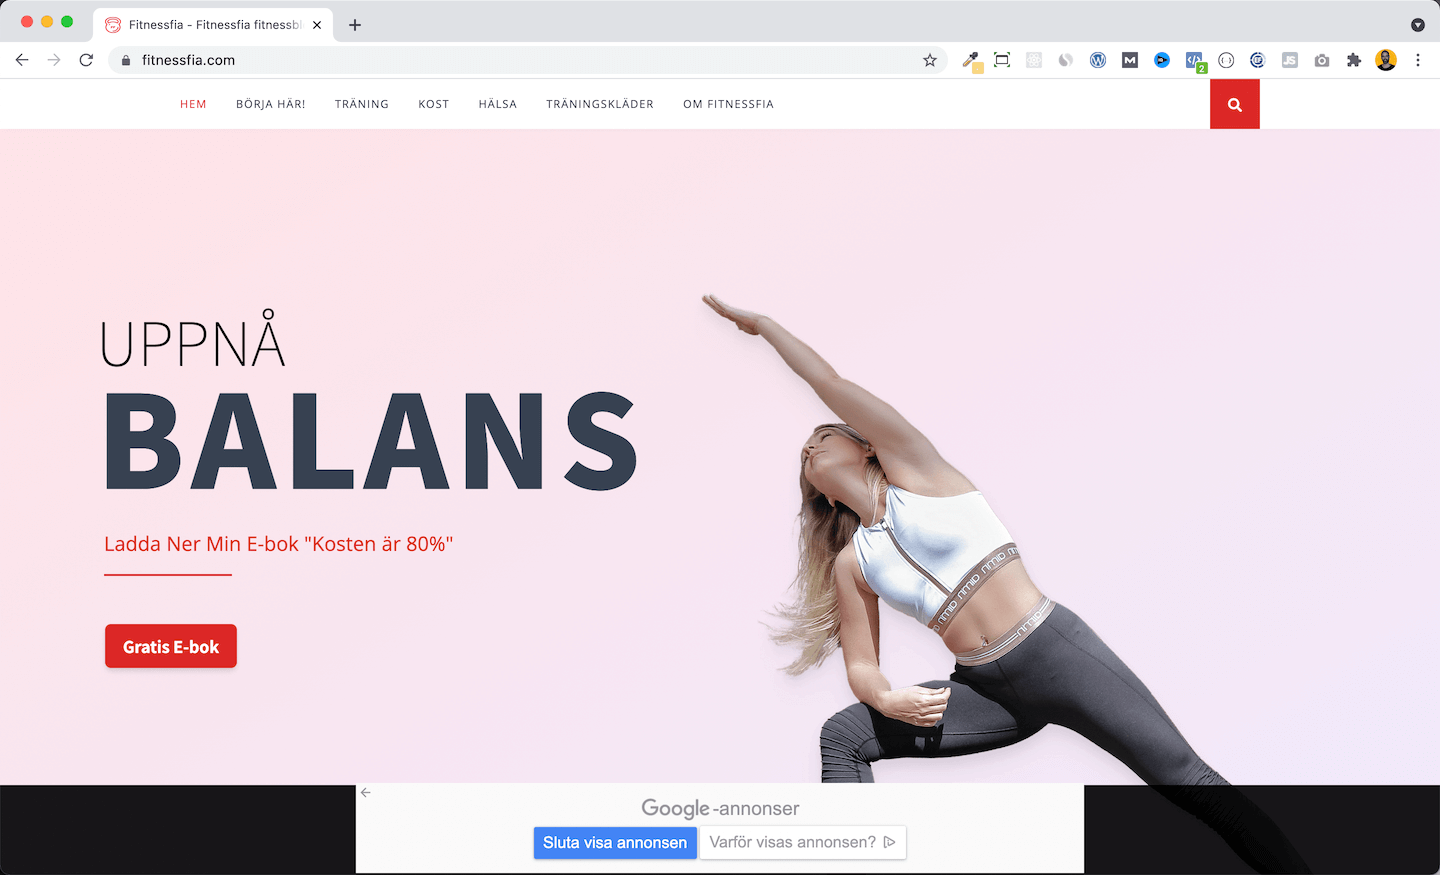 Fitnessfia - Fitnessfia fitnessbl
fitnessfia.com
2
JS
HEM BÖRJA HÄR! TRÄNING KOST HÄLSA TRÄNINGSKLÄDER OM FITNESSFIA
UPPNÅ
BALANS
Ladda Ner Min E-bok "Kosten är 80%"
Gratis E-bok
Google-annonser
Sluta visa annonsen Varför visas annonsen?